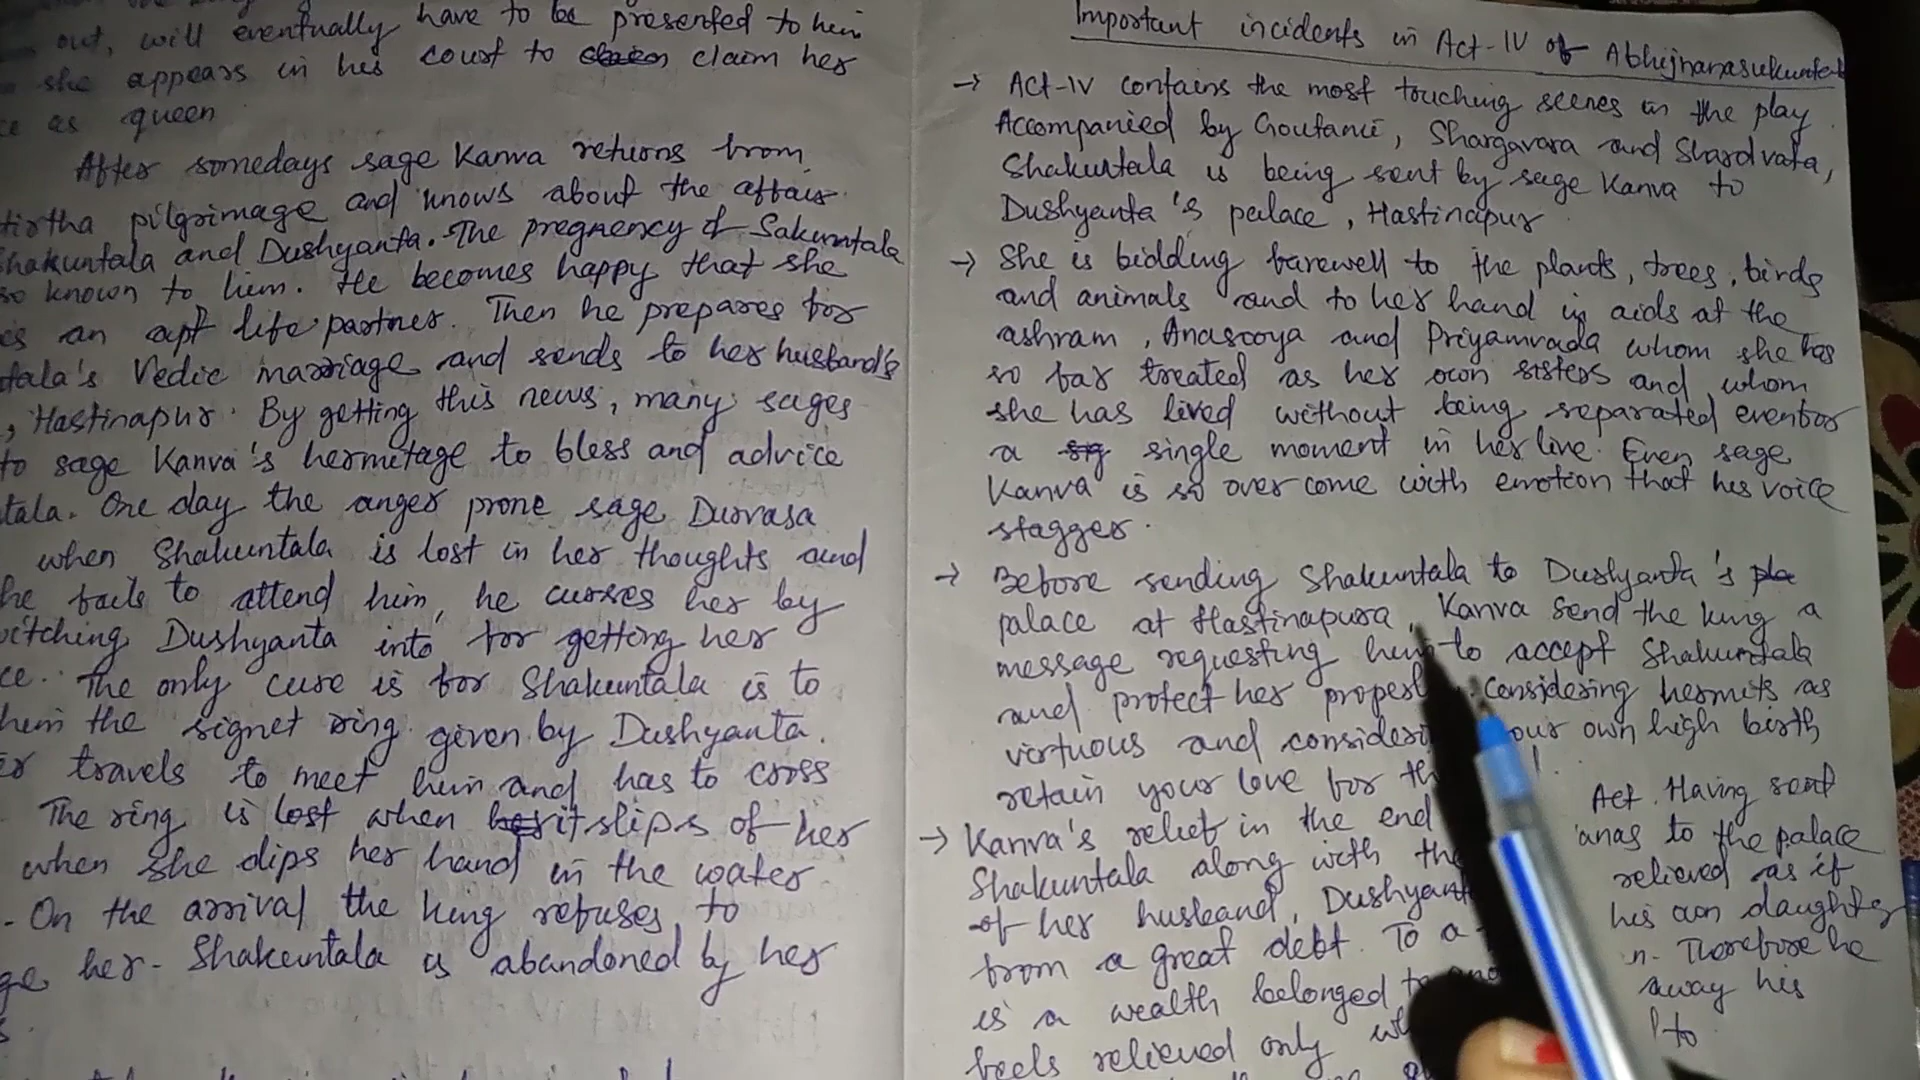 out, will eventually have to be presented to him
she appears in his court to claim her
as queen
After somedays sage Kanva returns from
tirtha pilgrimage and knows about the affair
hakuntala and Dushyanta. The pregnency of Sakuntala
so known to him. He becomes happy that she
an apt life partner. Then he prepares for
tala's Vedic marriage and sends to her husband's
, Hastinapur. By getting this news, many sages
to sage Kanva's hermitage to bless and advice
tala. One day the anger prone sage Durvasa
when Shakuntala is lost in her thoughts and
he fails to attend him, he curses her by
witching Dushyanta into for getting her
ce. The only cure is for Shakuntala is to
him the signet ring given by Dushyanta.
er travels to meet him and has to cross
The ring is lost when it slips of her
when she dips her hand in the water.
- On the arrival the king refuses to
ge her. Shakuntala is abandoned by her
Important incidents in Act-IV of
→ Act-IV contains the most touching scenes in the play.
Accompanied by Goutami, Shargavara and Shardvata,
Shakuntala is being sent by sage Kanva to
Dushyanta's palace, Hastinapur
→ She is bidding farewell to the plants, trees, birds
and animals and to her hand in aids at the
ashram, Anasooya and Priyamvada whom she has
so far treated as her own sisters and whom
she has lived without being separated even for
a single moment in her live. Even sage
Kanva is so over come with emotion that his voice
stagger.
→ Before sending Shakuntala to Dushyanta's
palace at Hastinapura, Kanva send the king a
message requesting him to accept Shakuntala
and protect her proper considering hermits as
virtuous and consideri our own high birth
retain your love for th
→ Kanva's relief in the end Act. Having sent
Shakuntala along with the anas to the palace
of her husband, Dushyant relieved as if
from a great debt. To a his own daughter
is a wealth belonged to n. Therefore he
feels relieved only wh away his
to